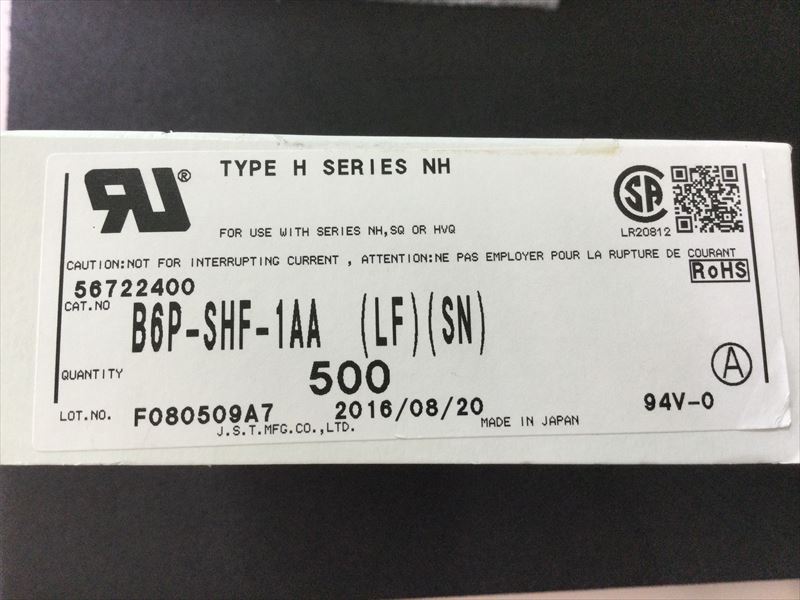 TYPE H SERIES NH
RU®
SA
FOR USE WITH SERIES NH,SQ OR HVQ
LR20812
CAUTION:NOT FOR INTERRUPTING CURRENT , ATTENTION:NE PAS EMPLOYER POUR LA RUPTURE DE COURANT
RoHS
56722400
CAT.NO B6P-SHF-1AA (LF)(SN)
QUANTITY 500
A
LOT.NO. F080509A7 2016/08/20 94V-0
J.S.T.MFG.CO.,LTD. MADE IN JAPAN